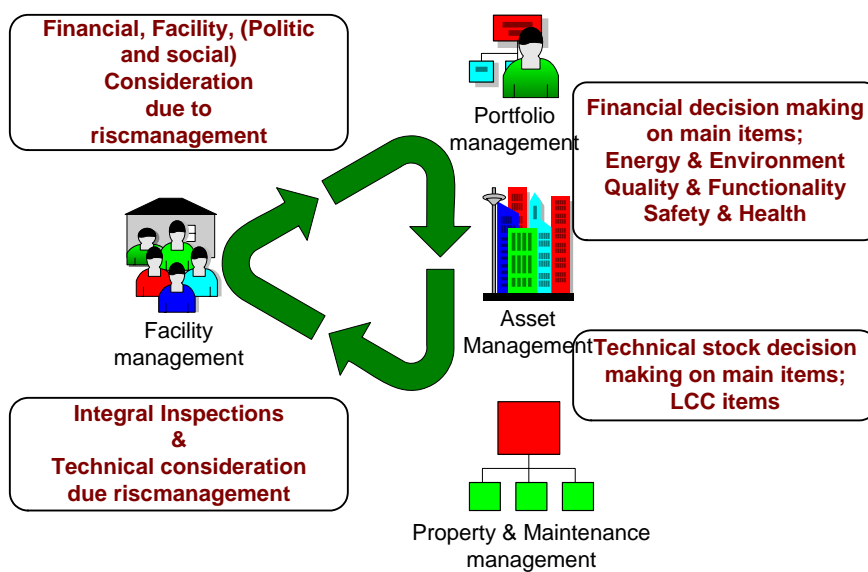 Financial, Facility, (Politic
and social)
Consideration
due to
riscmanagement
Portfolio
management
Financial decision making
on main items;
Energy & Environment
Quality & Functionality
Safety & Health
Facility
management
Asset
Management
Technical stock decision
making on main items;
LCC items
Integral Inspections
&
Technical consideration
due riscmanagement
Property & Maintenance
management